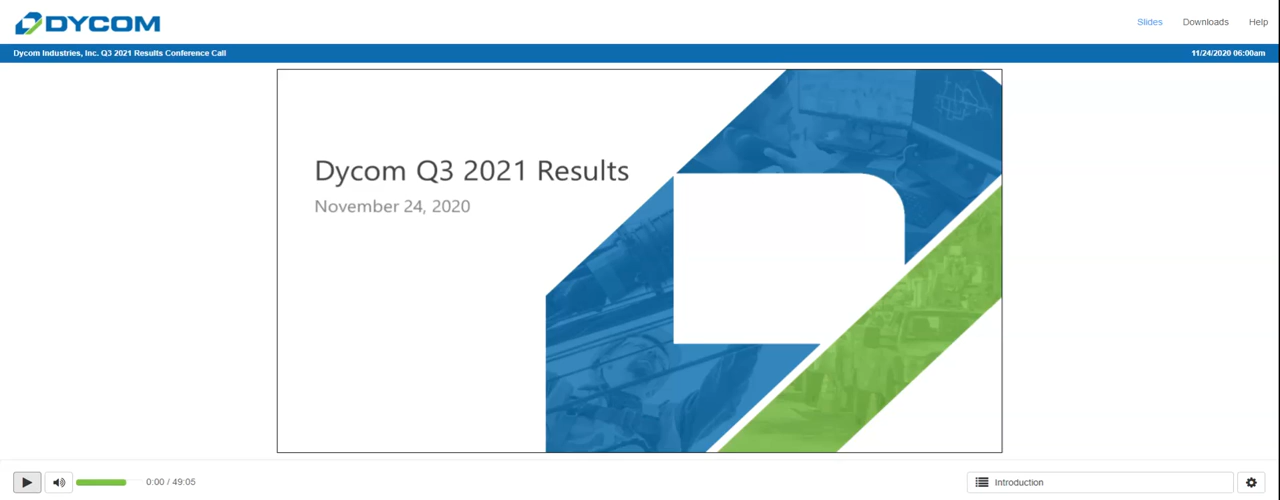 DYCOM
Slides Downloads Help
Dycom Industries, Inc. Q3 2021 Results Conference Call 11/24/2020 06:00am
Dycom Q3 2021 Results
November 24, 2020
0:00 / 49:05 Introduction